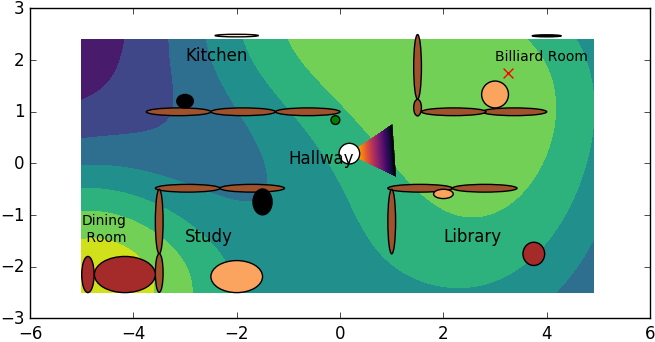 3
2
1
0
−1
−2
−3
−6
−4
−2
0
2
4
6
Kitchen
Billiard Room
Hallway
Dining
Room
Study
Library